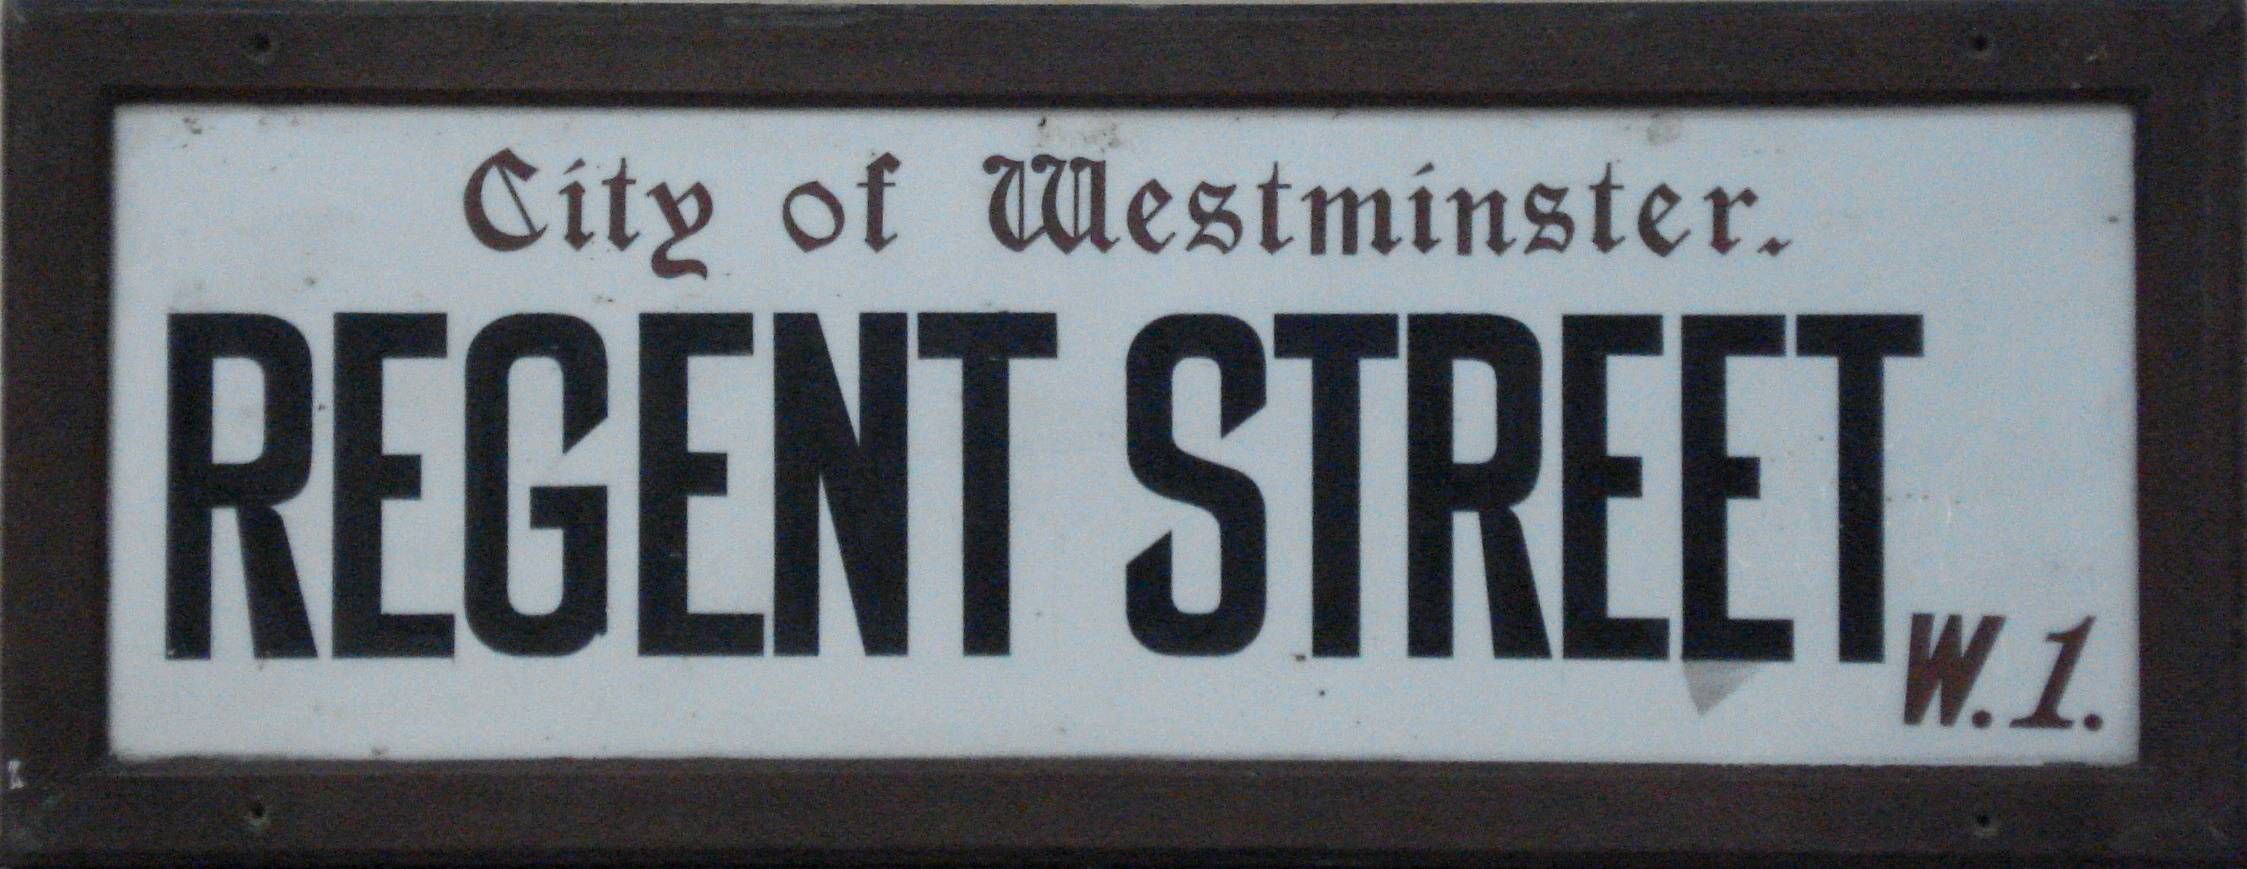 City of Westminster.
REGENT STREET
W.1.